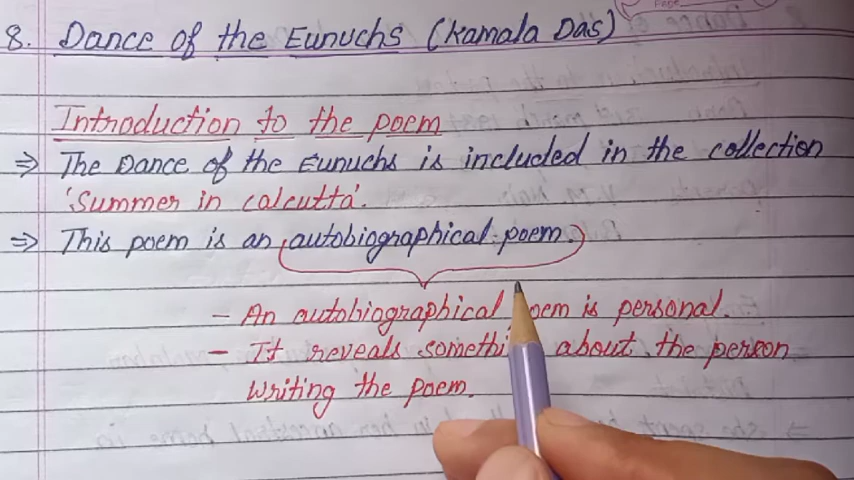 8. Dance of the Eunuchs (Kamala Das)
Introduction to the poem
⇒ The Dance of the Eunuchs is included in the collection
'Summer in calcutta'.
⇒ This poem is an autobiographical poem.
- An autobiographical poem is personal.
- It reveals somethi about the person
writing the poem.